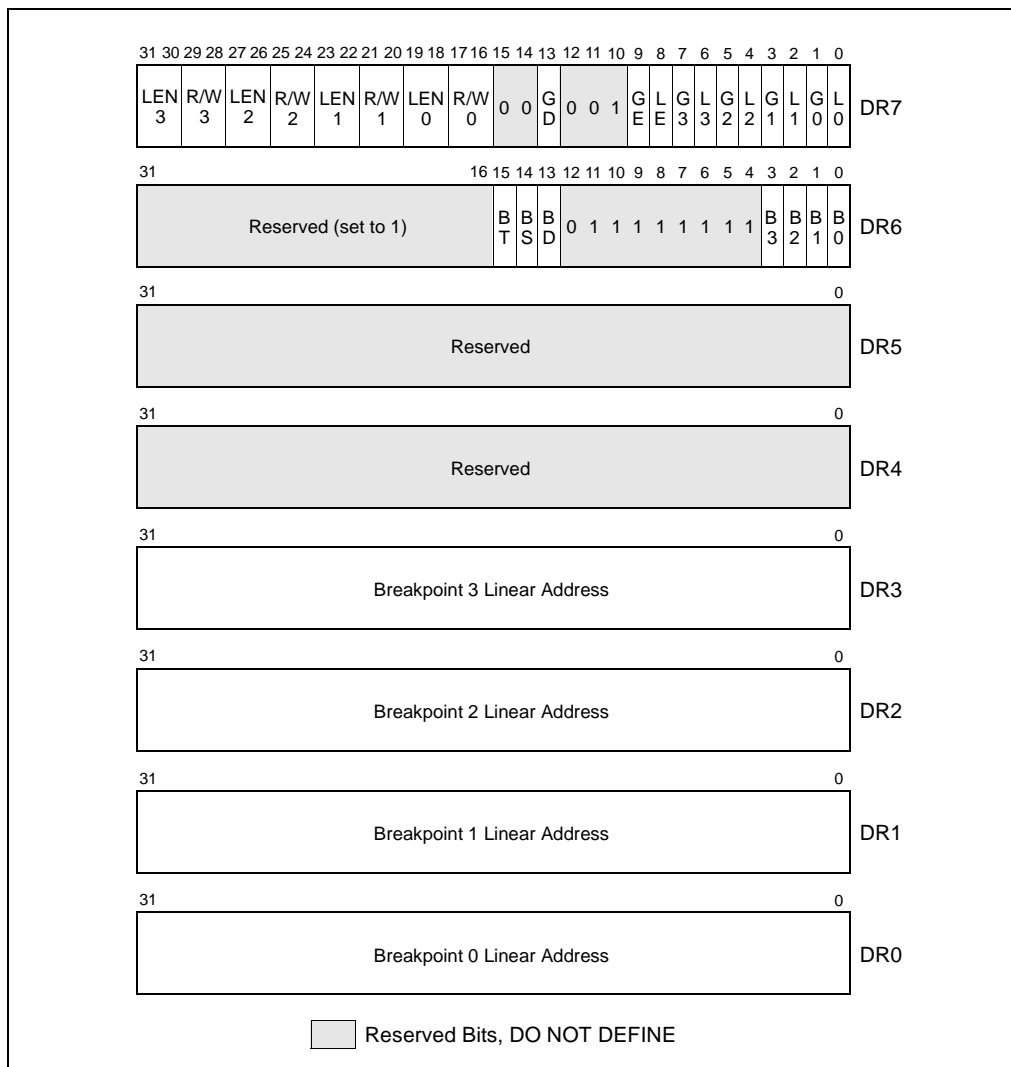 31 30 29 28 27 26 25 24 23 22 21 20 19 18 17 16 15 14 13 12 11 10 9 8 7 6 5 4 3 2 1 0
LEN 3 R/W 3 LEN 2 R/W 2 LEN 1 R/W 1 LEN 0 R/W 0 0 0 G D 0 0 1 G E L E G 3 L 3 G 2 L 2 G 1 L 1 G 0 L 0 DR7
31 16 15 14 13 12 11 10 9 8 7 6 5 4 3 2 1 0
Reserved (set to 1) B T B S B D 0 1 1 1 1 1 1 1 1 B 3 B 2 B 1 B 0 DR6
31 0
Reserved DR5
31 0
Reserved DR4
31 0
Breakpoint 3 Linear Address DR3
31 0
Breakpoint 2 Linear Address DR2
31 0
Breakpoint 1 Linear Address DR1
31 0
Breakpoint 0 Linear Address DR0
Reserved Bits, DO NOT DEFINE